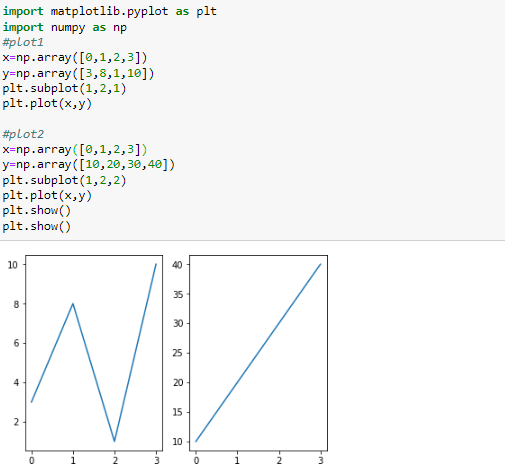 import matplotlib.pyplot as plt
import numpy as np
#plot1
x=np.array([0,1,2,3])
y=np.array([3,8,1,10])
plt.subplot(1,2,1)
plt.plot(x,y)
#plot2
x=np.array([0,1,2,3])
y=np.array([10,20,30,40])
plt.subplot(1,2,2)
plt.plot(x,y)
plt.show()
plt.show()
10
8
6
4
2
0 1 2 3
40
35
30
25
20
15
10
0 1 2 3